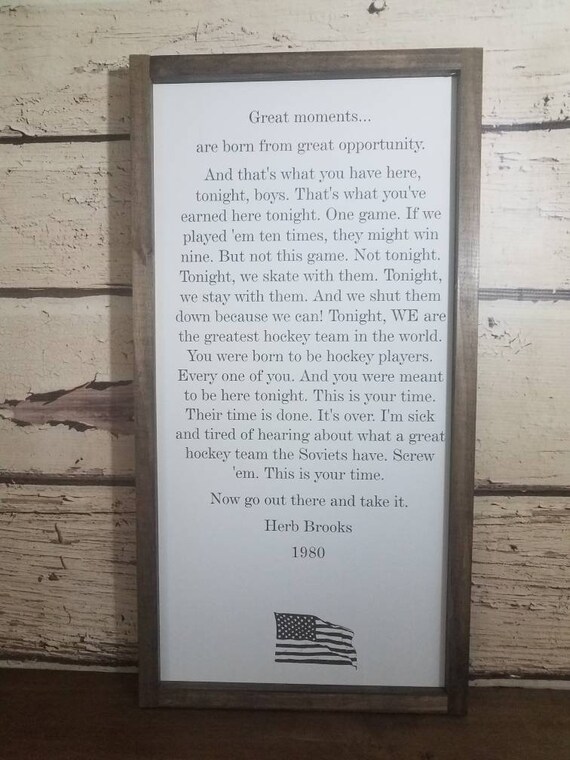 Great moments...
are born from great opportunity.
And that's what you have here,
tonight, boys. That's what you've
earned here tonight. One game. If we
played 'em ten times, they might win
nine. But not this game. Not tonight.
Tonight, we skate with them. Tonight,
we stay with them. And we shut them
down because we can! Tonight, WE are
the greatest hockey team in the world.
You were born to be hockey players.
Every one of you. And you were meant
to be here tonight. This is your time.
Their time is done. It's over. I'm sick
and tired of hearing about what a great
hockey team the Soviets have. Screw
'em. This is your time.
Now go out there and take it.
Herb Brooks
1980